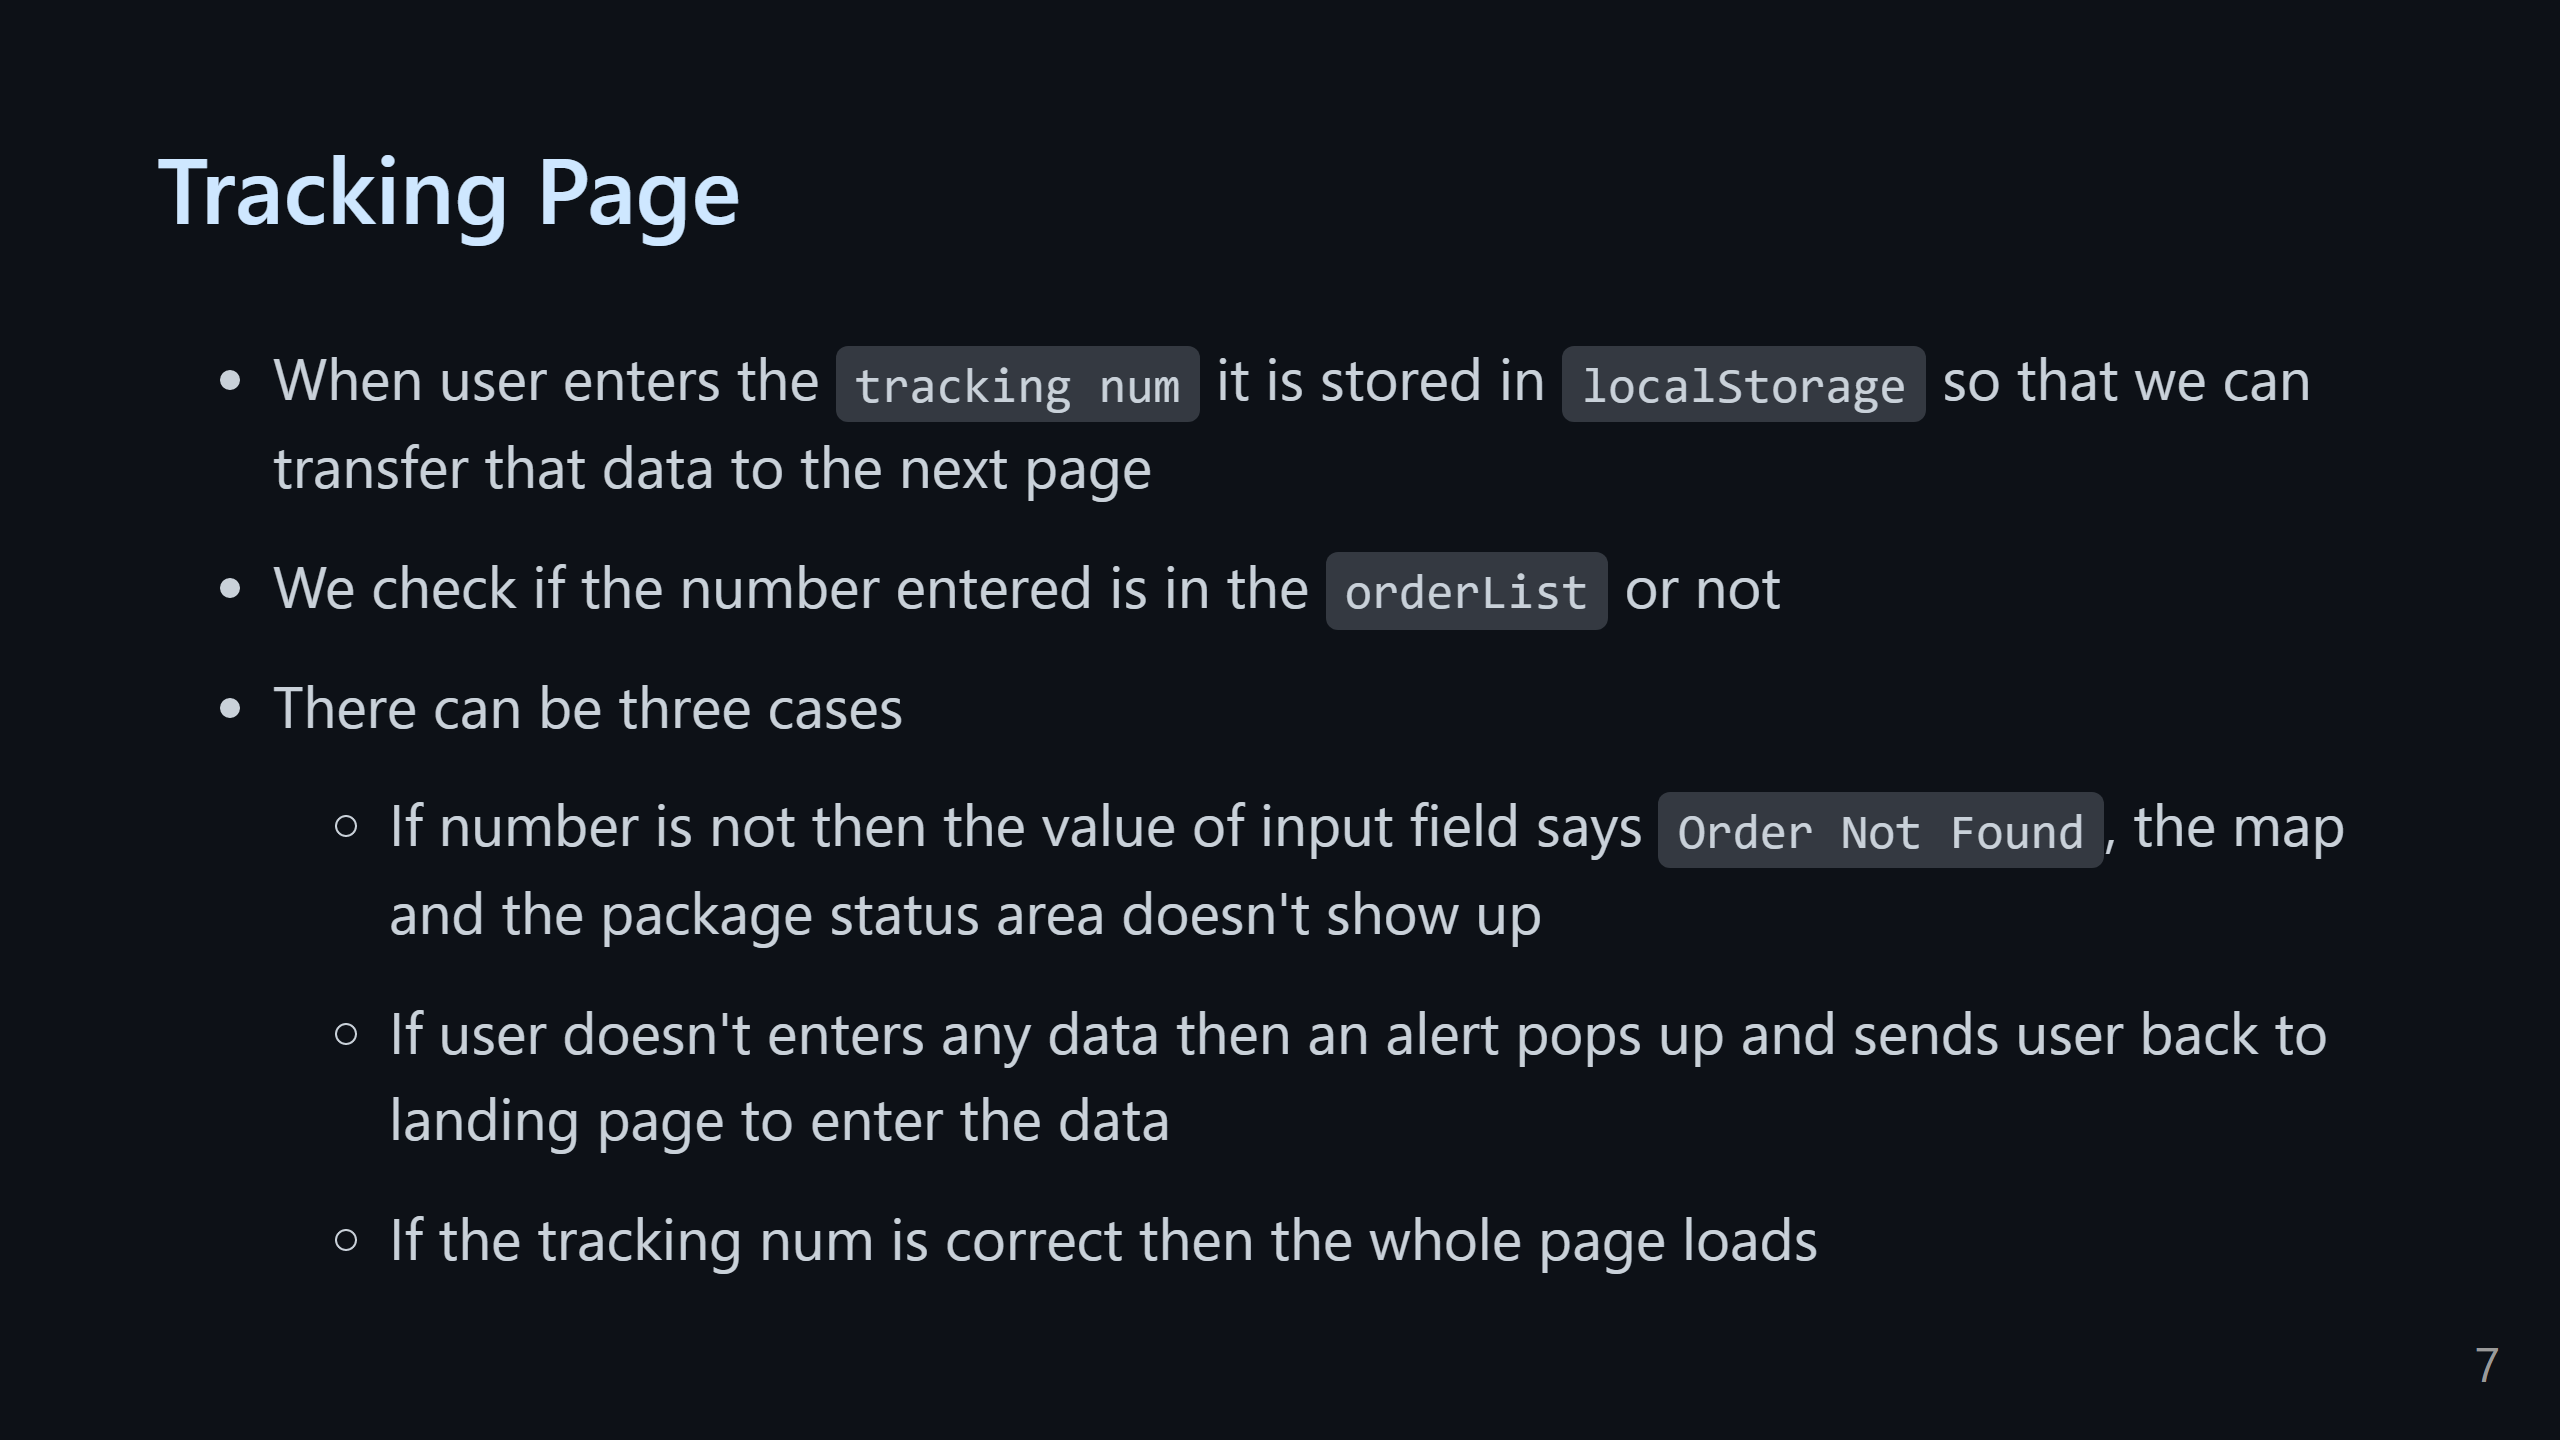 Tracking Page
• When user enters the tracking num it is stored in localStorage so that we can
transfer that data to the next page
• We check if the number entered is in the orderList or not
• There can be three cases
○ If number is not then the value of input field says Order Not Found, the map
and the package status area doesn't show up
○ If user doesn't enters any data then an alert pops up and sends user back to
landing page to enter the data
○ If the tracking num is correct then the whole page loads
7